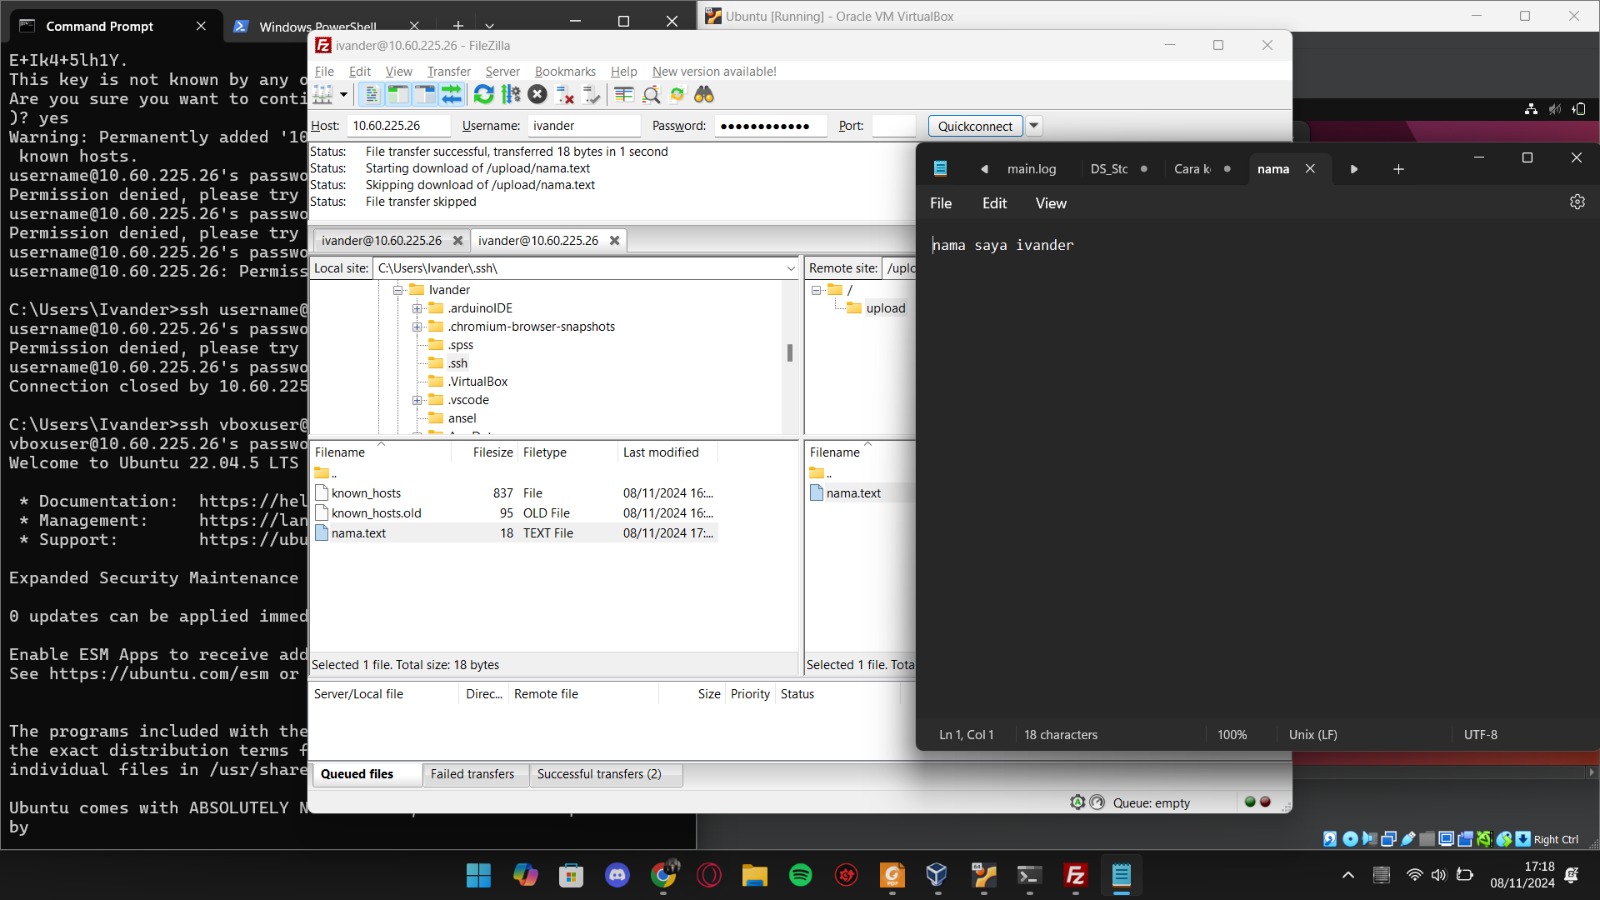 Command Prompt
Windows PowerShell
E+Ik4+5lh1Y.
This key is not known by any o
Are you sure you want to conti
)? yes
Warning: Permanently added '10
known hosts.
username@10.60.225.26's passwo
Permission denied, please try
username@10.60.225.26's passwo
Permission denied, please try
username@10.60.225.26's passwo
username@10.60.225.26: Permiss
C:\Users\Ivander>ssh username@
username@10.60.225.26's passwo
Permission denied, please try
username@10.60.225.26's passwo
Connection closed by 10.60.225
C:\Users\Ivander>ssh vboxuser@
vboxuser@10.60.225.26's passwo
Welcome to Ubuntu 22.04.5 LTS
* Documentation: https://hel
* Management: https://lan
* Support: https://ubu
Expanded Security Maintenance
0 updates can be applied immed
Enable ESM Apps to receive add
See https://ubuntu.com/esm or
The programs included with the
the exact distribution terms f
individual files in /usr/share
Ubuntu comes with ABSOLUTELY N
by
Ubuntu [Running] - Oracle VM VirtualBox
ivander@10.60.225.26 - FileZilla
File Edit View Transfer Server Bookmarks Help New version available!
Host: 10.60.225.26 Username: ivander Password: ●●●●●●●●●●●● Port: Quickconnect
Status: File transfer successful, transferred 18 bytes in 1 second
Status: Starting download of /upload/nama.text
Status: Skipping download of /upload/nama.text
Status: File transfer skipped
ivander@10.60.225.26 ivander@10.60.225.26
Local site: C:\Users\Ivander\.ssh\
Ivander
.arduinoIDE
.chromium-browser-snapshots
.spss
.ssh
.VirtualBox
.vscode
ansel
Filename Filesize Filetype Last modified
..
known_hosts 837 File 08/11/2024 16:...
known_hosts.old 95 OLD File 08/11/2024 16:...
nama.text 18 TEXT File 08/11/2024 17:...
Selected 1 file. Total size: 18 bytes
Remote site: /uplo
/
upload
Filename
..
nama.text
Selected 1 file. Tota
Server/Local file Direc... Remote file Size Priority Status
Queued files Failed transfers Successful transfers (2)
Queue: empty
main.log DS_Stc Cara k nama
File Edit View
nama saya ivander
Ln 1, Col 1 18 characters 100% Unix (LF) UTF-8
Right Ctrl
17:18
08/11/2024